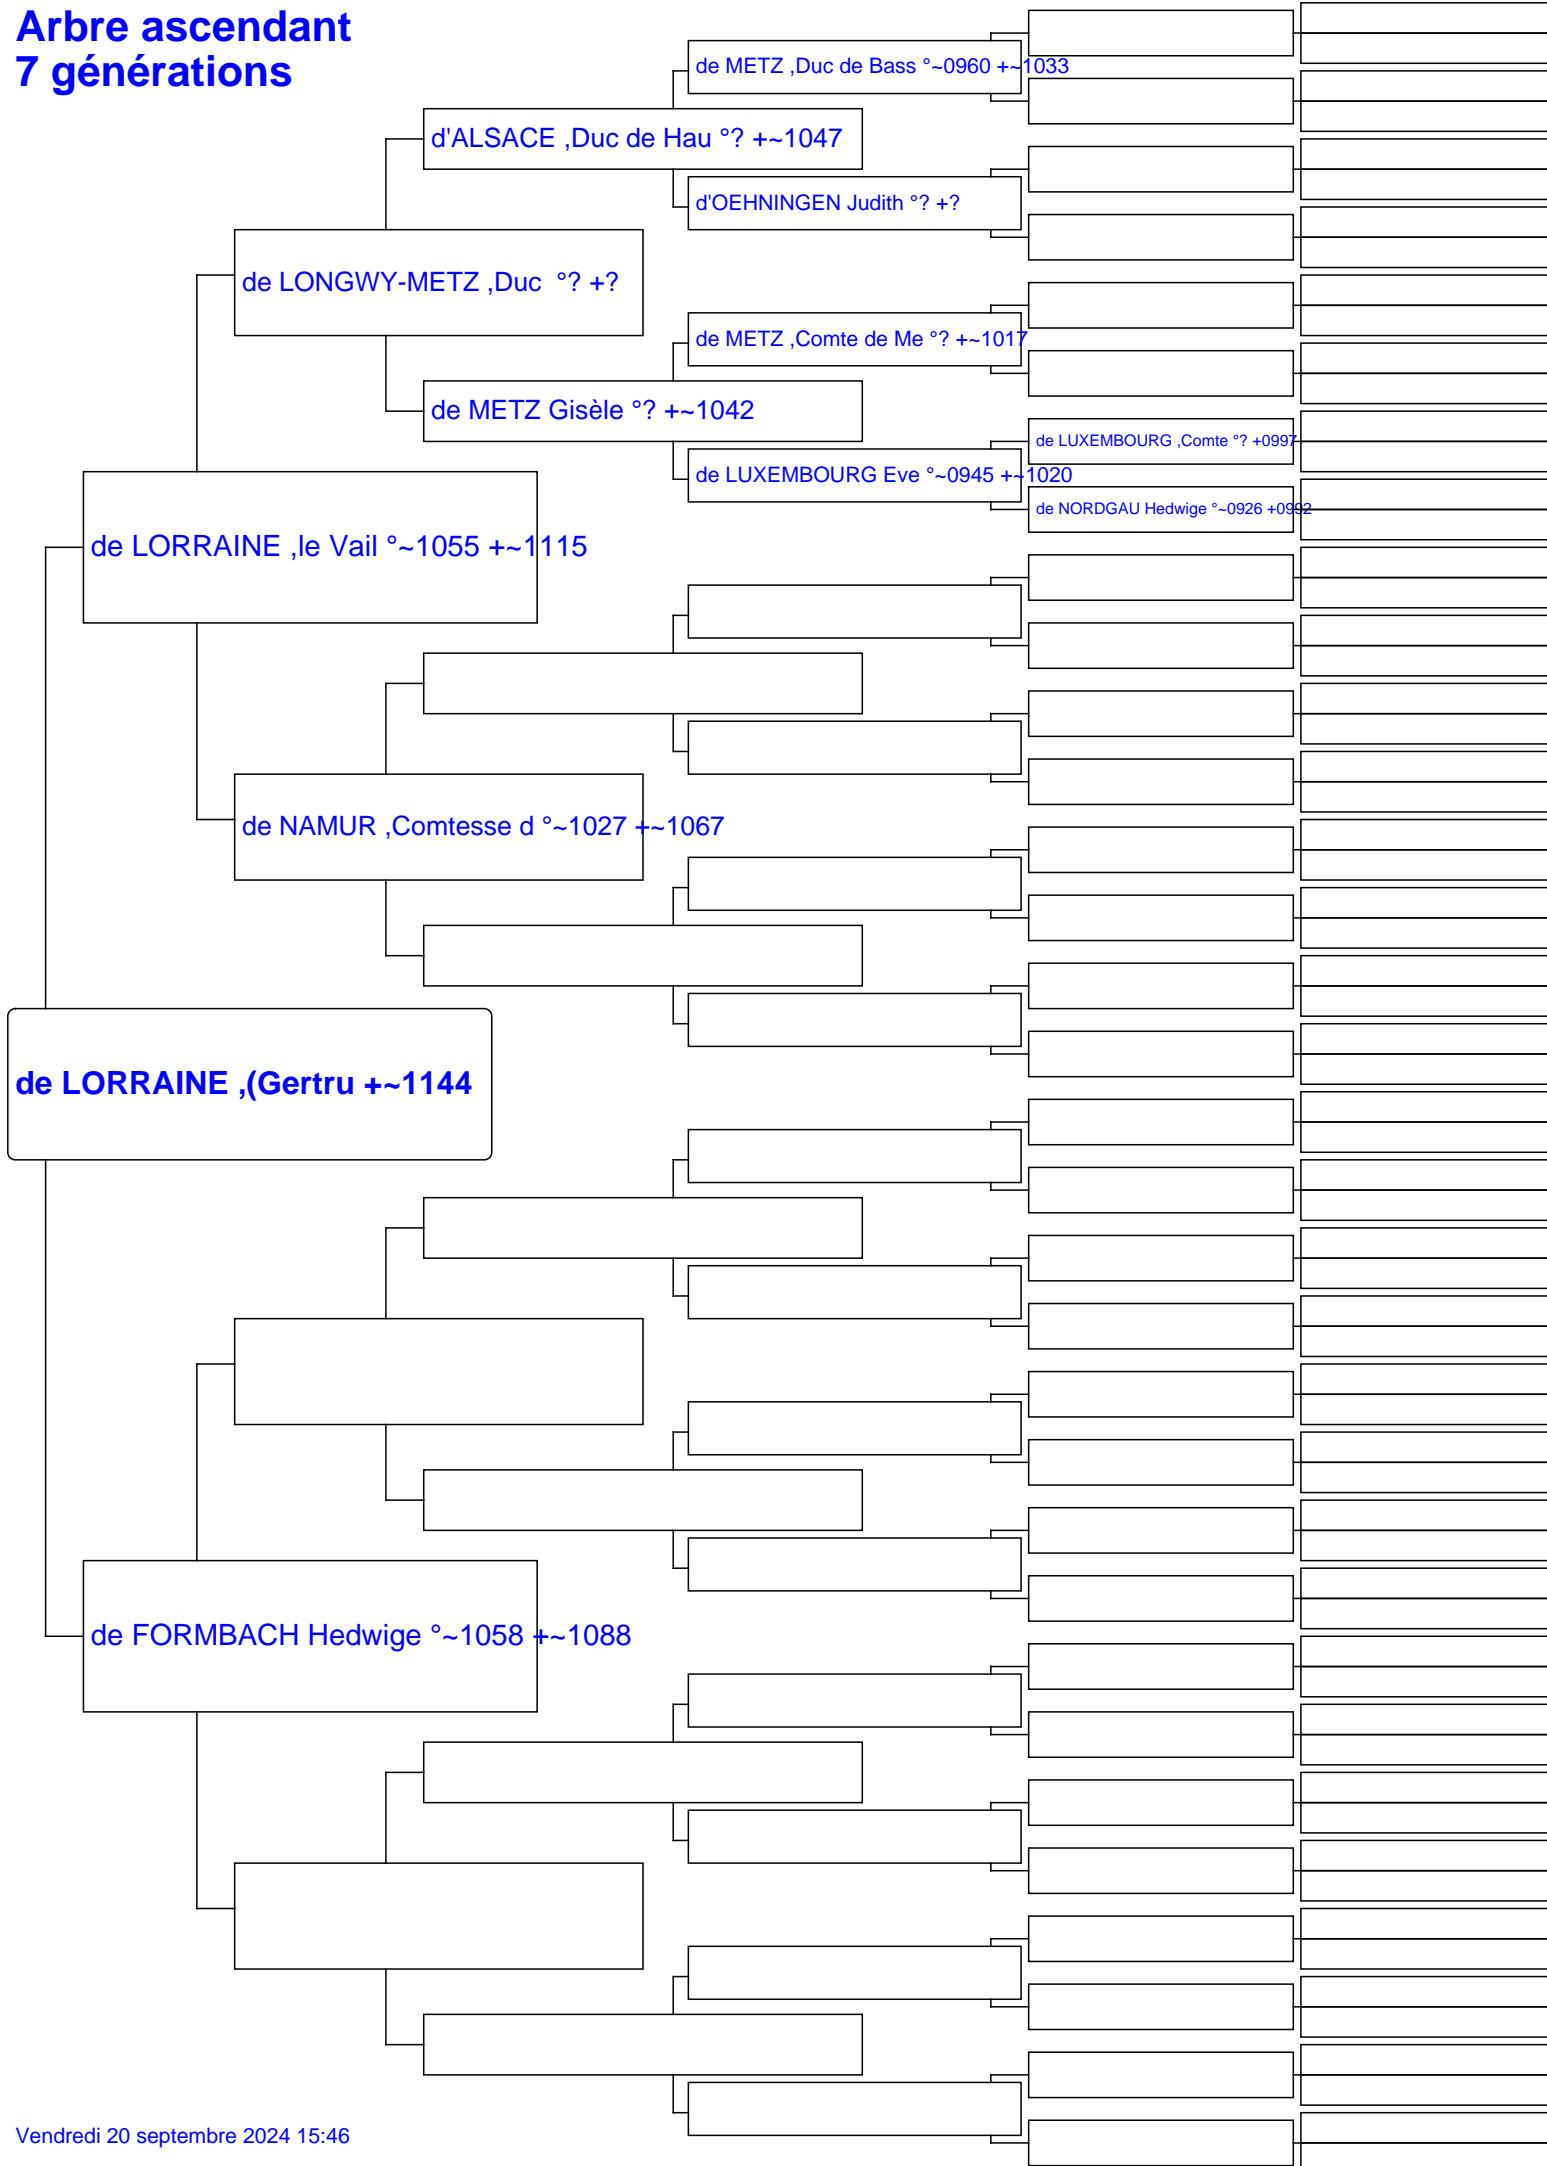 Arbre ascendant
7 générations
de METZ ,Duc de Bass °~0960 +~1033
d'ALSACE ,Duc de Hau °? +~1047
d'OEHNINGEN Judith °? +?
de LONGWY-METZ ,Duc  °? +?
de METZ ,Comte de Me °? +~1017
de METZ Gisèle °? +~1042
de LUXEMBOURG ,Comte °? +0997
de LUXEMBOURG Eve °~0945 +~1020
de NORDGAU Hedwige °~0926 +0992
de LORRAINE ,le Vail °~1055 +~1115
de NAMUR ,Comtesse d °~1027 +~1067
de LORRAINE ,(Gertru +~1144
de FORMBACH Hedwige °~1058 +~1088
Vendredi 20 septembre 2024 15:46